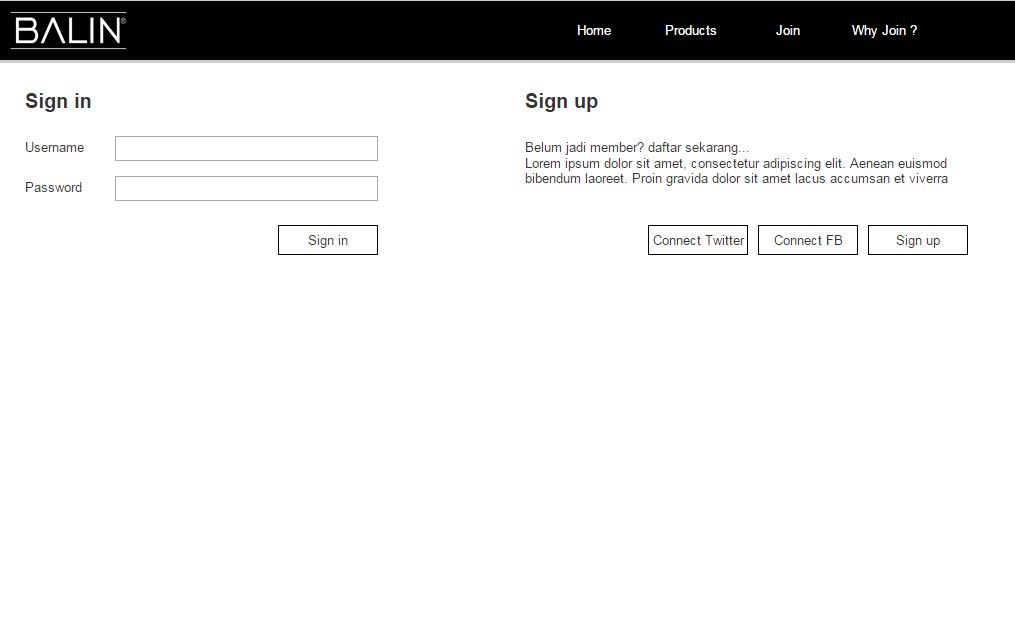 BALIN®
Home Products Join Why Join ?
Sign in
Username
Password
Sign in
Sign up
Belum jadi member? daftar sekarang...
Lorem ipsum dolor sit amet, consectetur adipiscing elit. Aenean euismod
bibendum laoreet. Proin gravida dolor sit amet lacus accumsan et viverra
Connect Twitter Connect FB Sign up